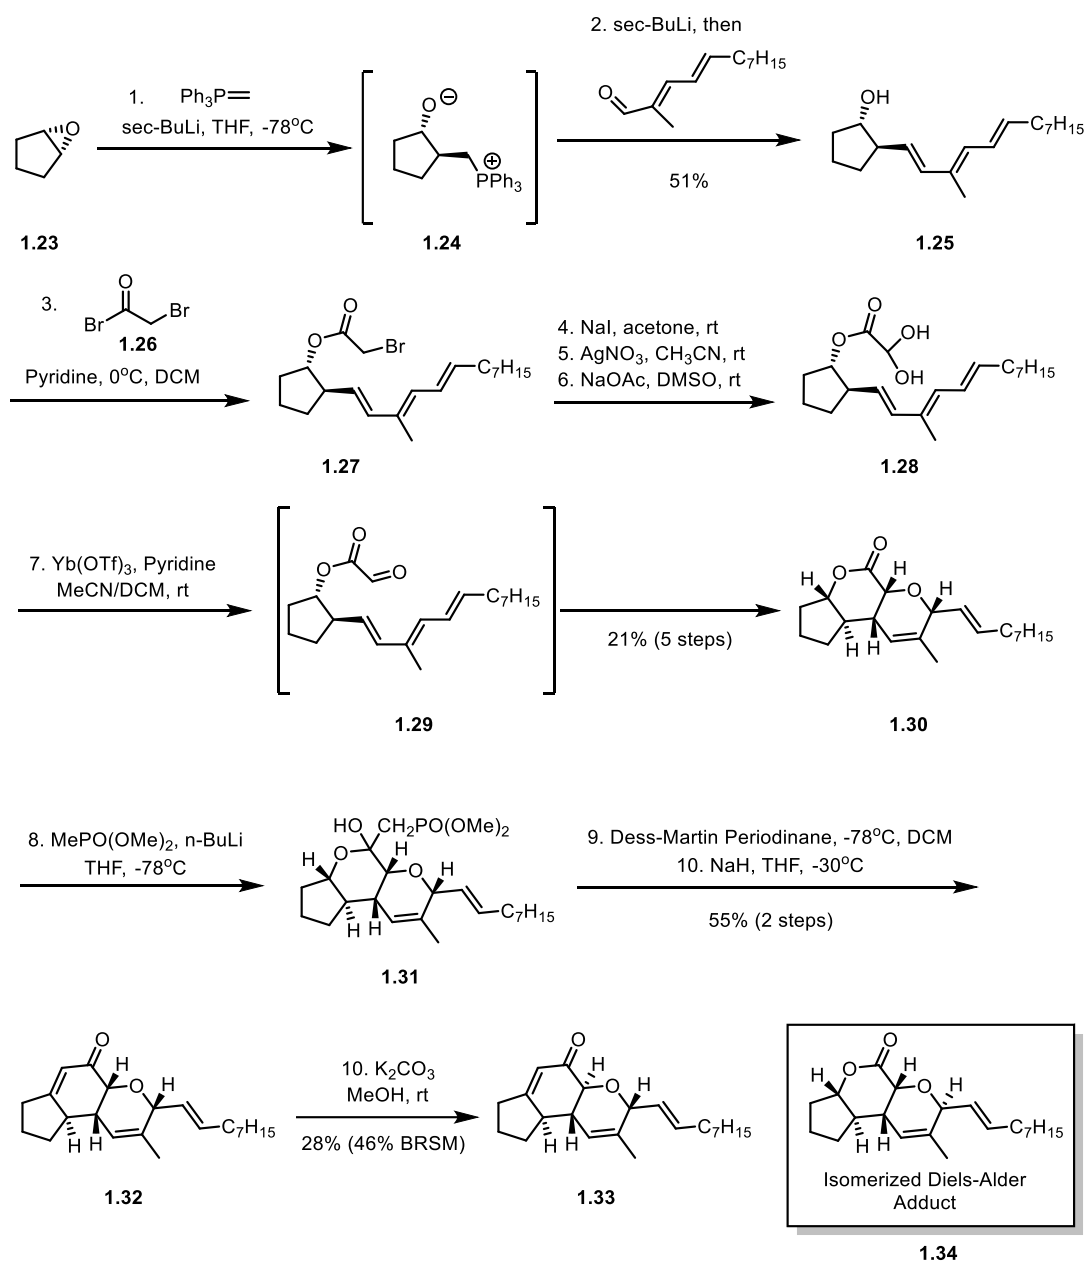 2. sec-BuLi, then
C7H15
O
1. Ph3P
sec-BuLi, THF, -78°C
O
O ⊖
⊕
PPh3
51%
OH
C7H15
1.23
1.24
1.25
3.
O
Br
Br
1.26
Pyridine, 0°C, DCM
O
O
Br
C7H15
1.27
4. NaI, acetone, rt
5. AgNO3, CH3CN, rt
6. NaOAc, DMSO, rt
O
O
OH
OH
C7H15
1.28
7. Yb(OTf)3, Pyridine
MeCN/DCM, rt
O
O
O
C7H15
1.29
21% (5 steps)
O
H
O
H
O
H
H
H
C7H15
1.30
8. MePO(OMe)2, n-BuLi
THF, -78°C
HO
CH2PO(OMe)2
H
O
H
O
H
H
H
C7H15
1.31
9. Dess-Martin Periodinane, -78°C, DCM
10. NaH, THF, -30°C
55% (2 steps)
O
H
O
H
H
H
C7H15
1.32
10. K2CO3
MeOH, rt
28% (46% BRSM)
O
H
O
H
H
H
C7H15
1.33
O
H
O
H
O
H
H
H
C7H15
Isomerized Diels-Alder
Adduct
1.34